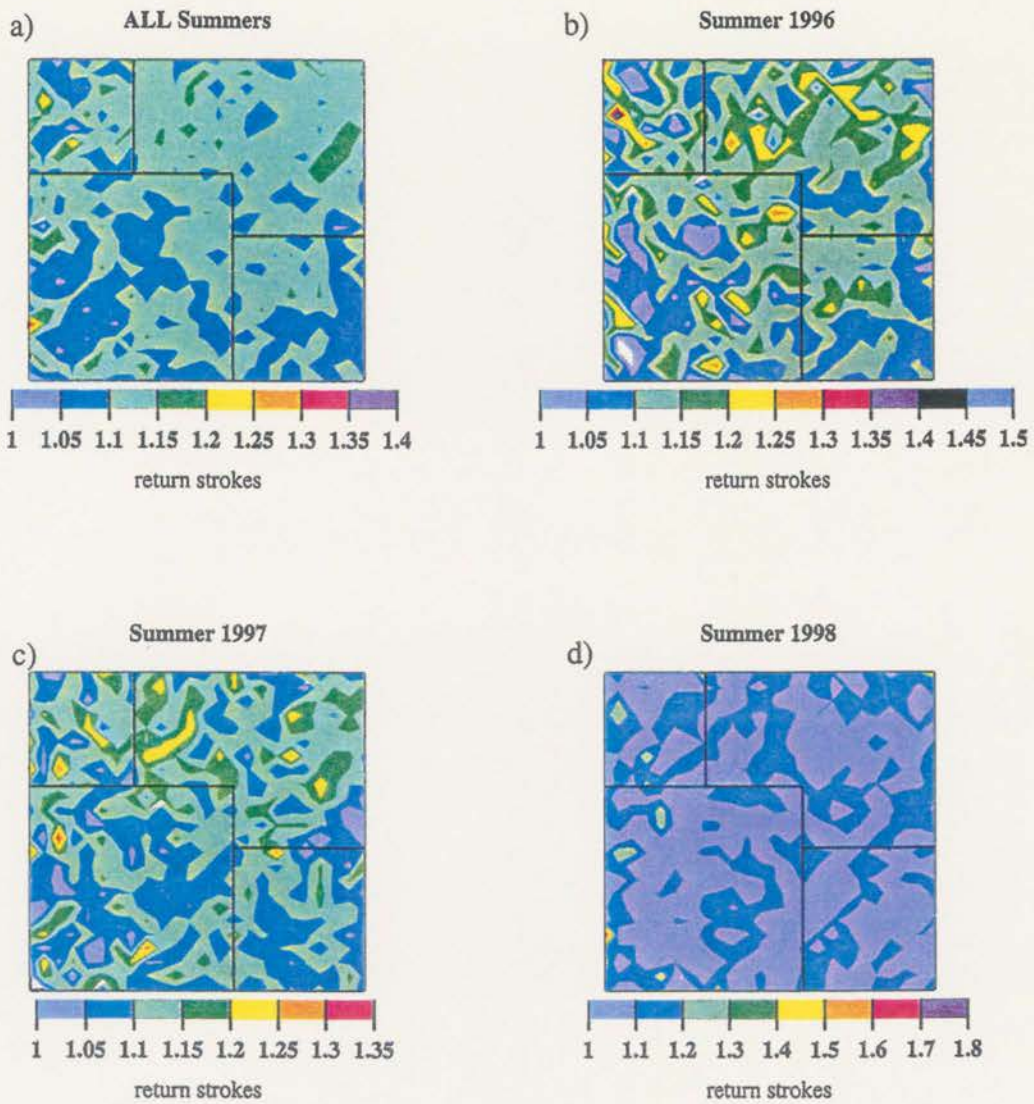 a)
ALL Summers
1 1.05 1.1 1.15 1.2 1.25 1.3 1.35 1.4
return strokes
b)
Summer 1996
1 1.05 1.1 1.15 1.2 1.25 1.3 1.35 1.4 1.45 1.5
return strokes
c)
Summer 1997
1 1.05 1.1 1.15 1.2 1.25 1.3 1.35
return strokes
d)
Summer 1998
1 1.1 1.2 1.3 1.4 1.5 1.6 1.7 1.8
return strokes